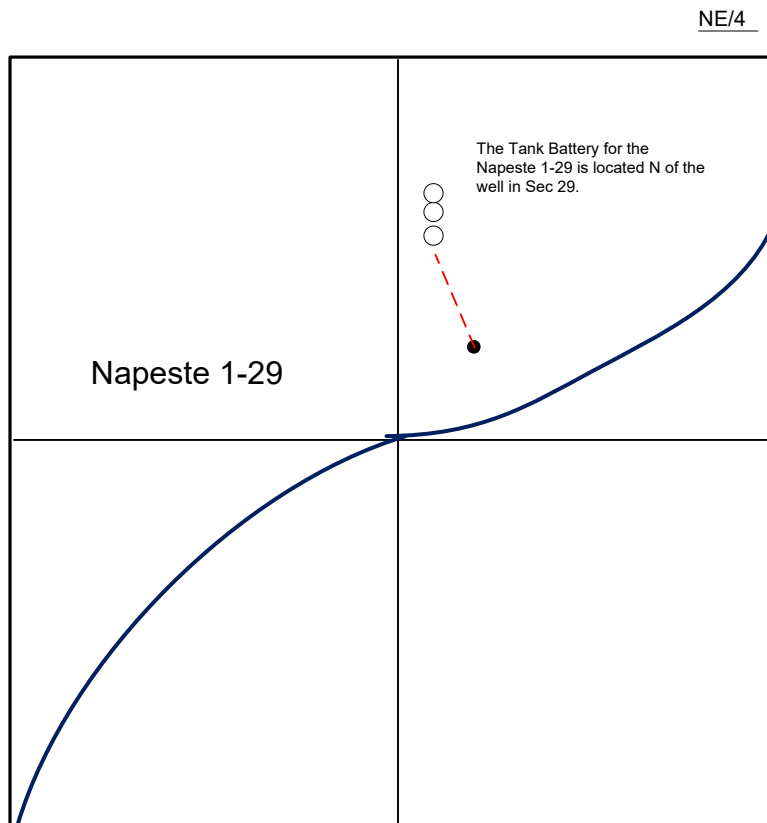 NE/4
The Tank Battery for the
Napeste 1-29 is located N of the
well in Sec 29.
Napeste 1-29